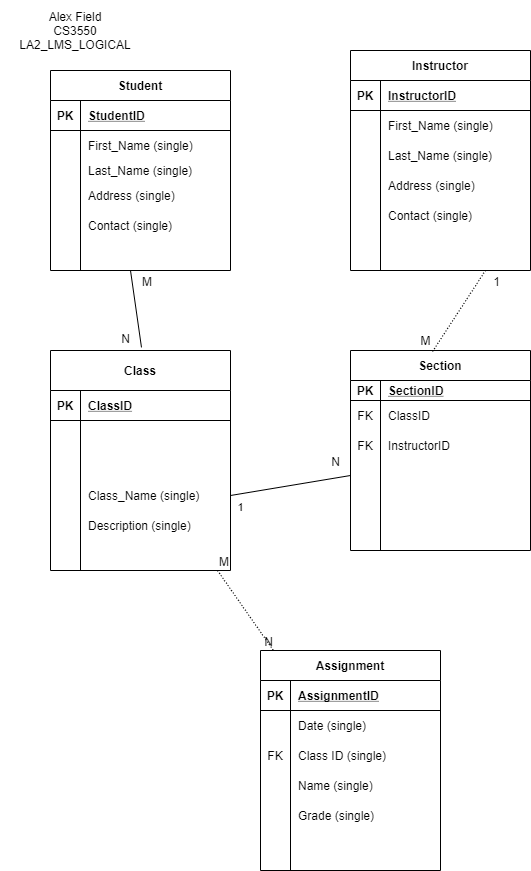 Alex Field
CS3550
LA2_LMS_LOGICAL
Student
PK StudentID
First_Name (single)
Last_Name (single)
Address (single)
Contact (single)
Instructor
PK InstructorID
First_Name (single)
Last_Name (single)
Address (single)
Contact (single)
M
N
1
M
Class
PK ClassID
Class_Name (single)
Description (single)
Section
PK SectionID
FK ClassID
FK InstructorID
N
1
M
N
Assignment
PK AssignmentID
Date (single)
FK Class ID (single)
Name (single)
Grade (single)